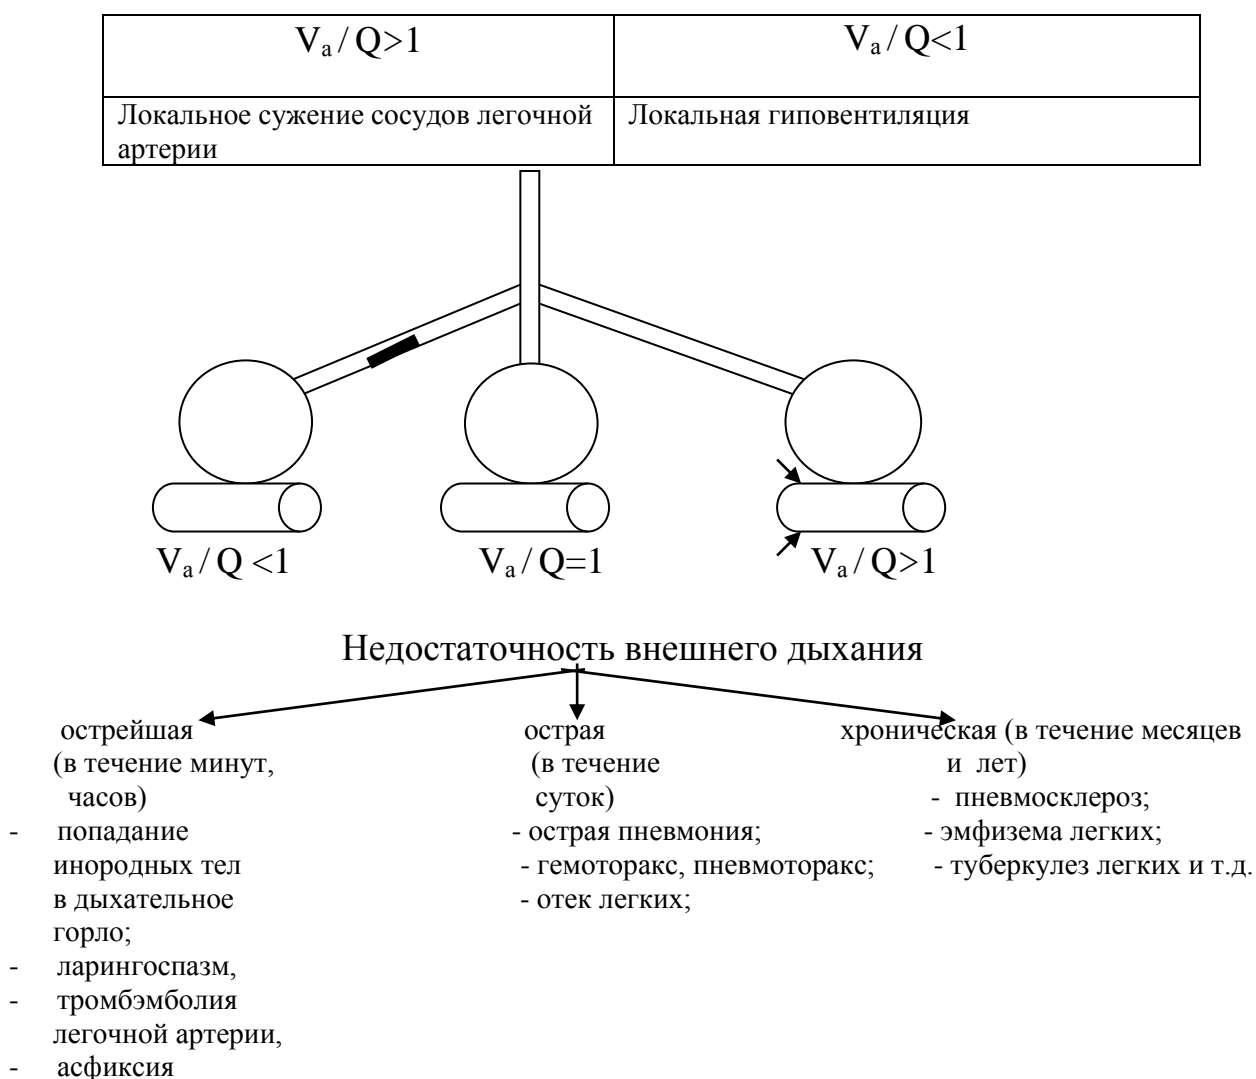 Vₐ / Q>1
Vₐ / Q<1
Локальное сужение сосудов легочной
артерии
Локальная гиповентиляция
Vₐ / Q <1
Vₐ / Q=1
Vₐ / Q>1
Недостаточность внешнего дыхания
острейшая
(в течение минут,
часов)
- попадание
инородных тел
в дыхательное
горло;
- ларингоспазм,
- тромбэмболия
легочной артерии,
- асфиксия
острая
(в течение
суток)
- острая пневмония;
- гемоторакс, пневмоторакс;
- отек легких;
хроническая (в течение месяцев
и лет)
- пневмосклероз;
- эмфизема легких;
- туберкулез легких и т.д.